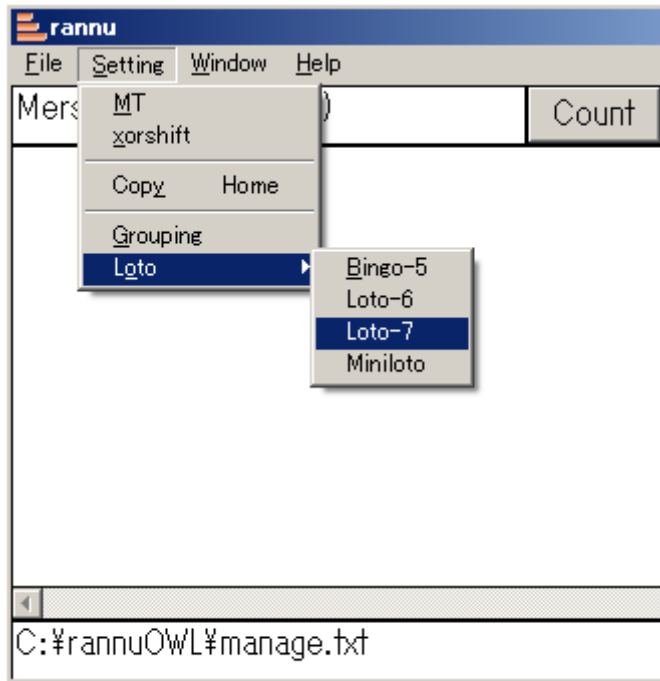 rannu
File Setting Window Help
Mers ) Count
MT
xorshift
Copy Home
Grouping
Loto
Bingo-5
Loto-6
Loto-7
Miniloto
C:¥rannuOWL¥manage.txt